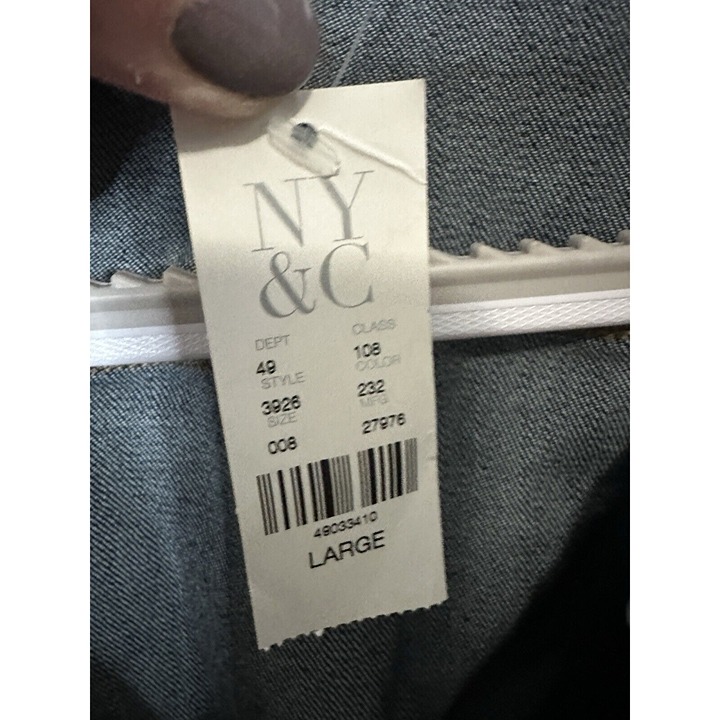 NY
&C
DEPT CLASS
49 108
STYLE COLOR
3926 232
SIZE MFG
008 27976
49033410
LARGE